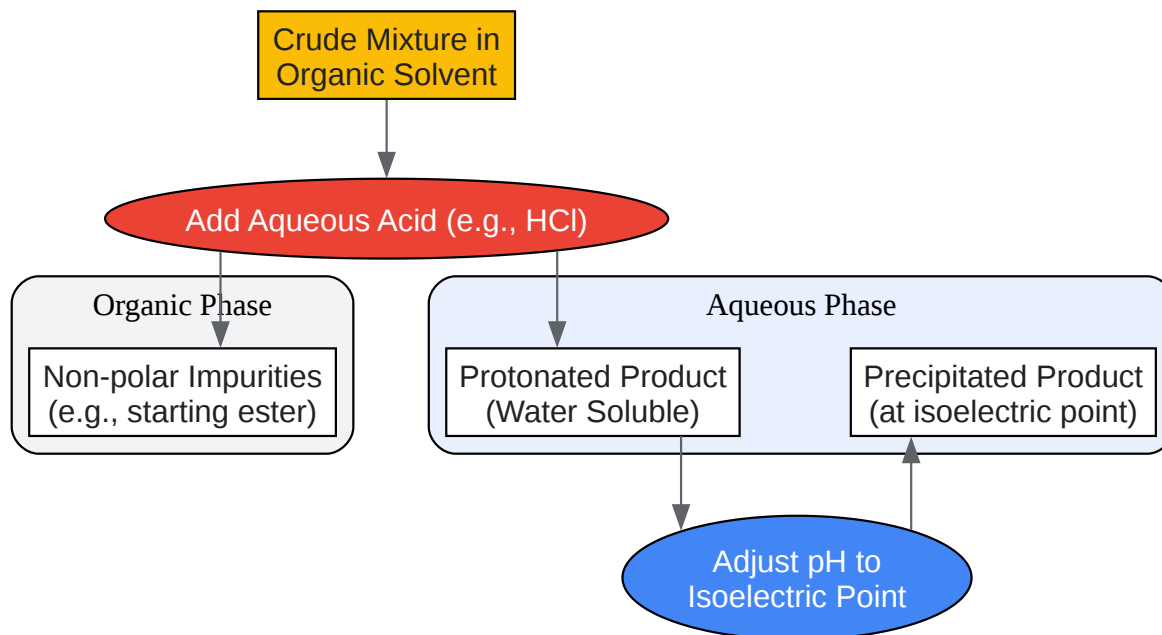 Crude Mixture in
Organic Solvent
Add Aqueous Acid (e.g., HCl)
Organic Phase
Non-polar Impurities
(e.g., starting ester)
Aqueous Phase
Protonated Product
(Water Soluble)
Precipitated Product
(at isoelectric point)
Adjust pH to
Isoelectric Point